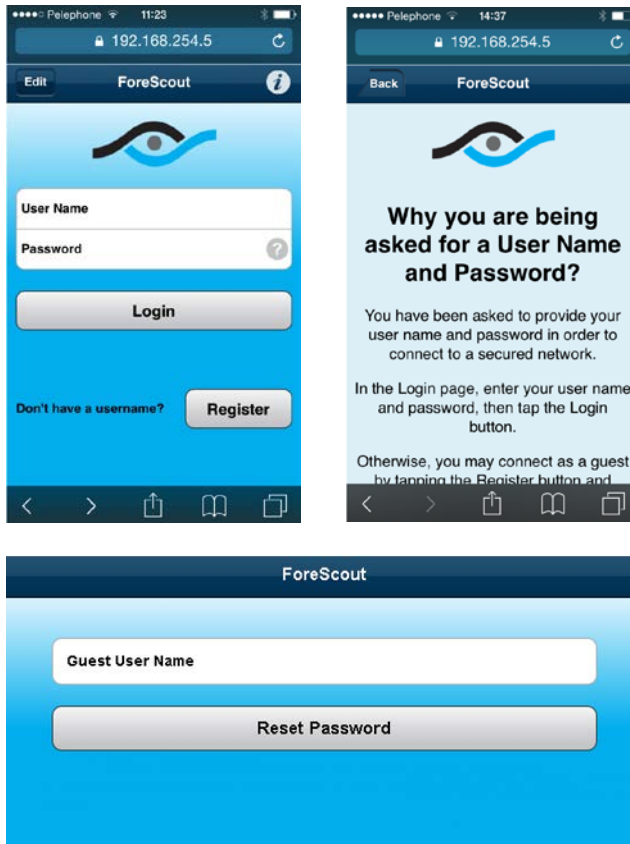 Pelephone 11:23
192.168.254.5
Edit ForeScout i
User Name
Password ?
Login
Don't have a username? Register
Pelephone 14:37
192.168.254.5
Back ForeScout
Why you are being
asked for a User Name
and Password?
You have been asked to provide your
user name and password in order to
connect to a secured network.
In the Login page, enter your user name
and password, then tap the Login
button.
Otherwise, you may connect as a guest
by tapping the Register button and
ForeScout
Guest User Name
Reset Password